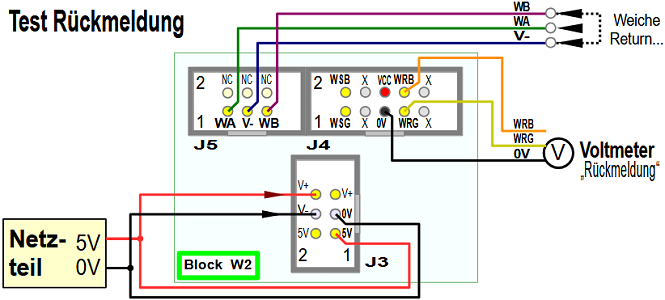 Test Rückmeldung
WB
WA
V-
Weiche
Return...
2 NC NC NC
1 WA V- WB
J5
2 WSB X VCC WRB X
1 WSG X 0V WRG X
J4
WRB
WRG
0V
V
Voltmeter
„Rückmeldung"
V+ V+
V- 0V
5V 5V
2 1
J3
Netz-
teil
5V
0V
Block W2